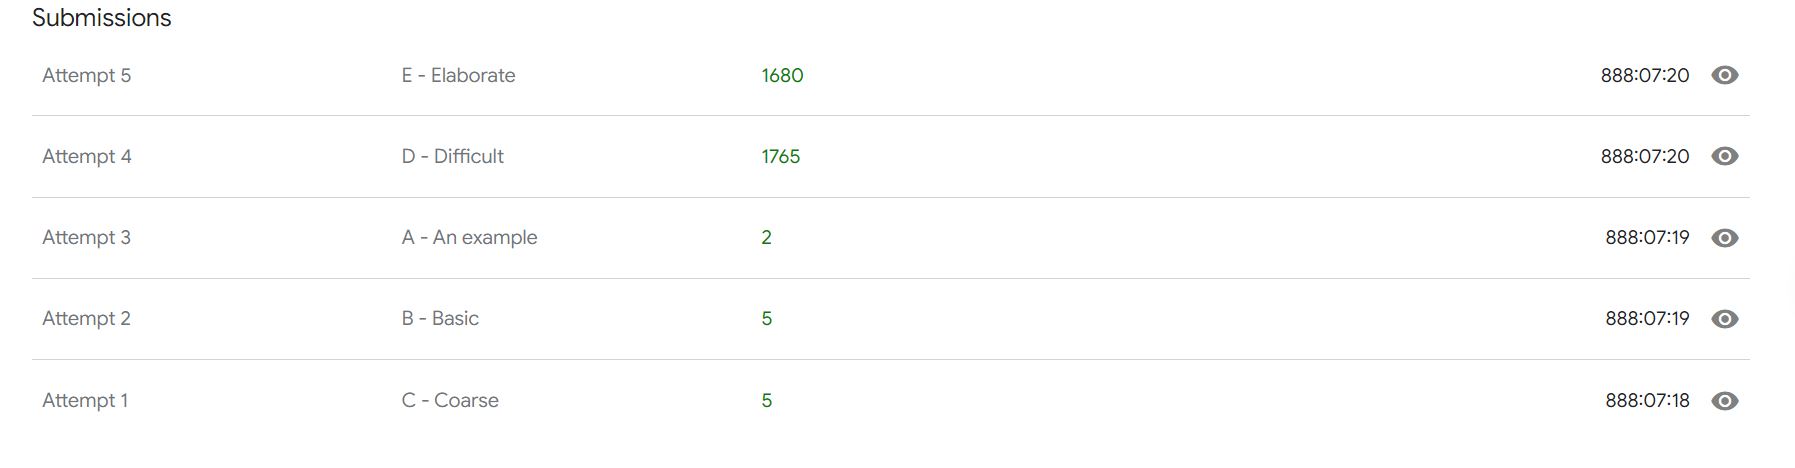 Submissions
Attempt 5 E - Elaborate 1680 888:07:20
Attempt 4 D - Difficult 1765 888:07:20
Attempt 3 A - An example 2 888:07:19
Attempt 2 B - Basic 5 888:07:19
Attempt 1 C - Coarse 5 888:07:18